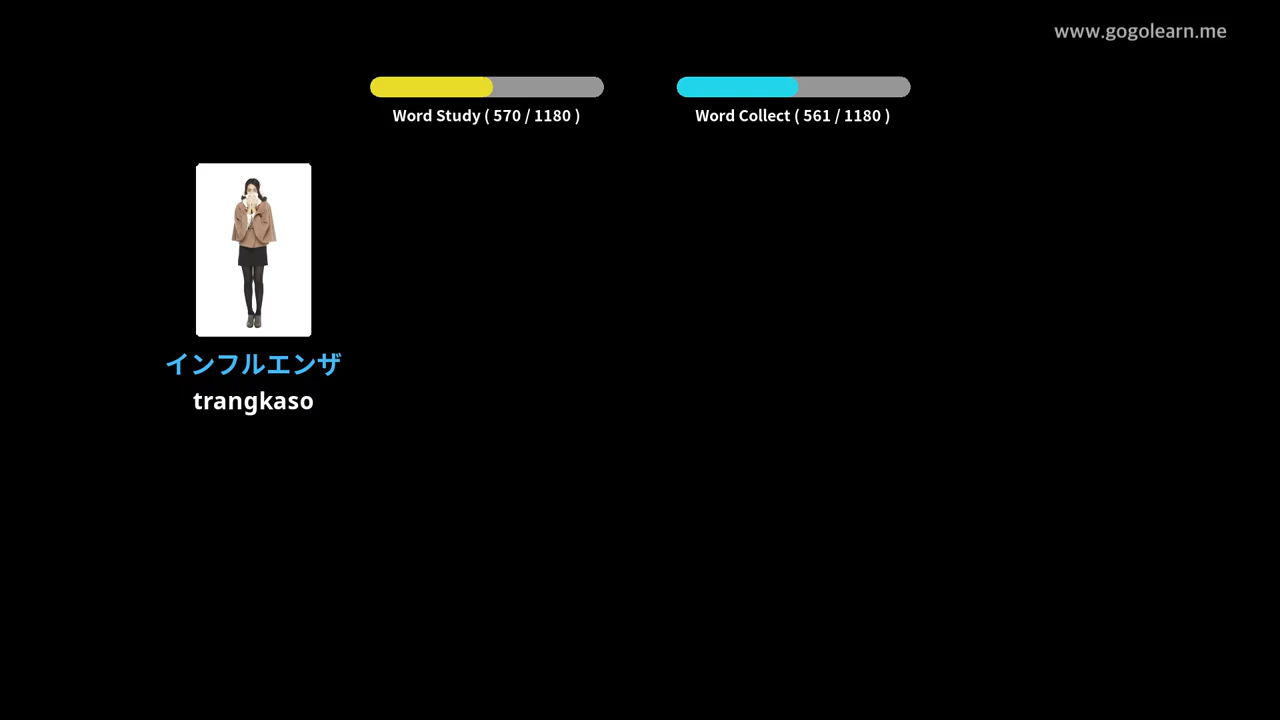 www.gogolearn.me
Word Study ( 570 / 1180 )
Word Collect ( 561 / 1180 )
インフルエンザ
trangkaso